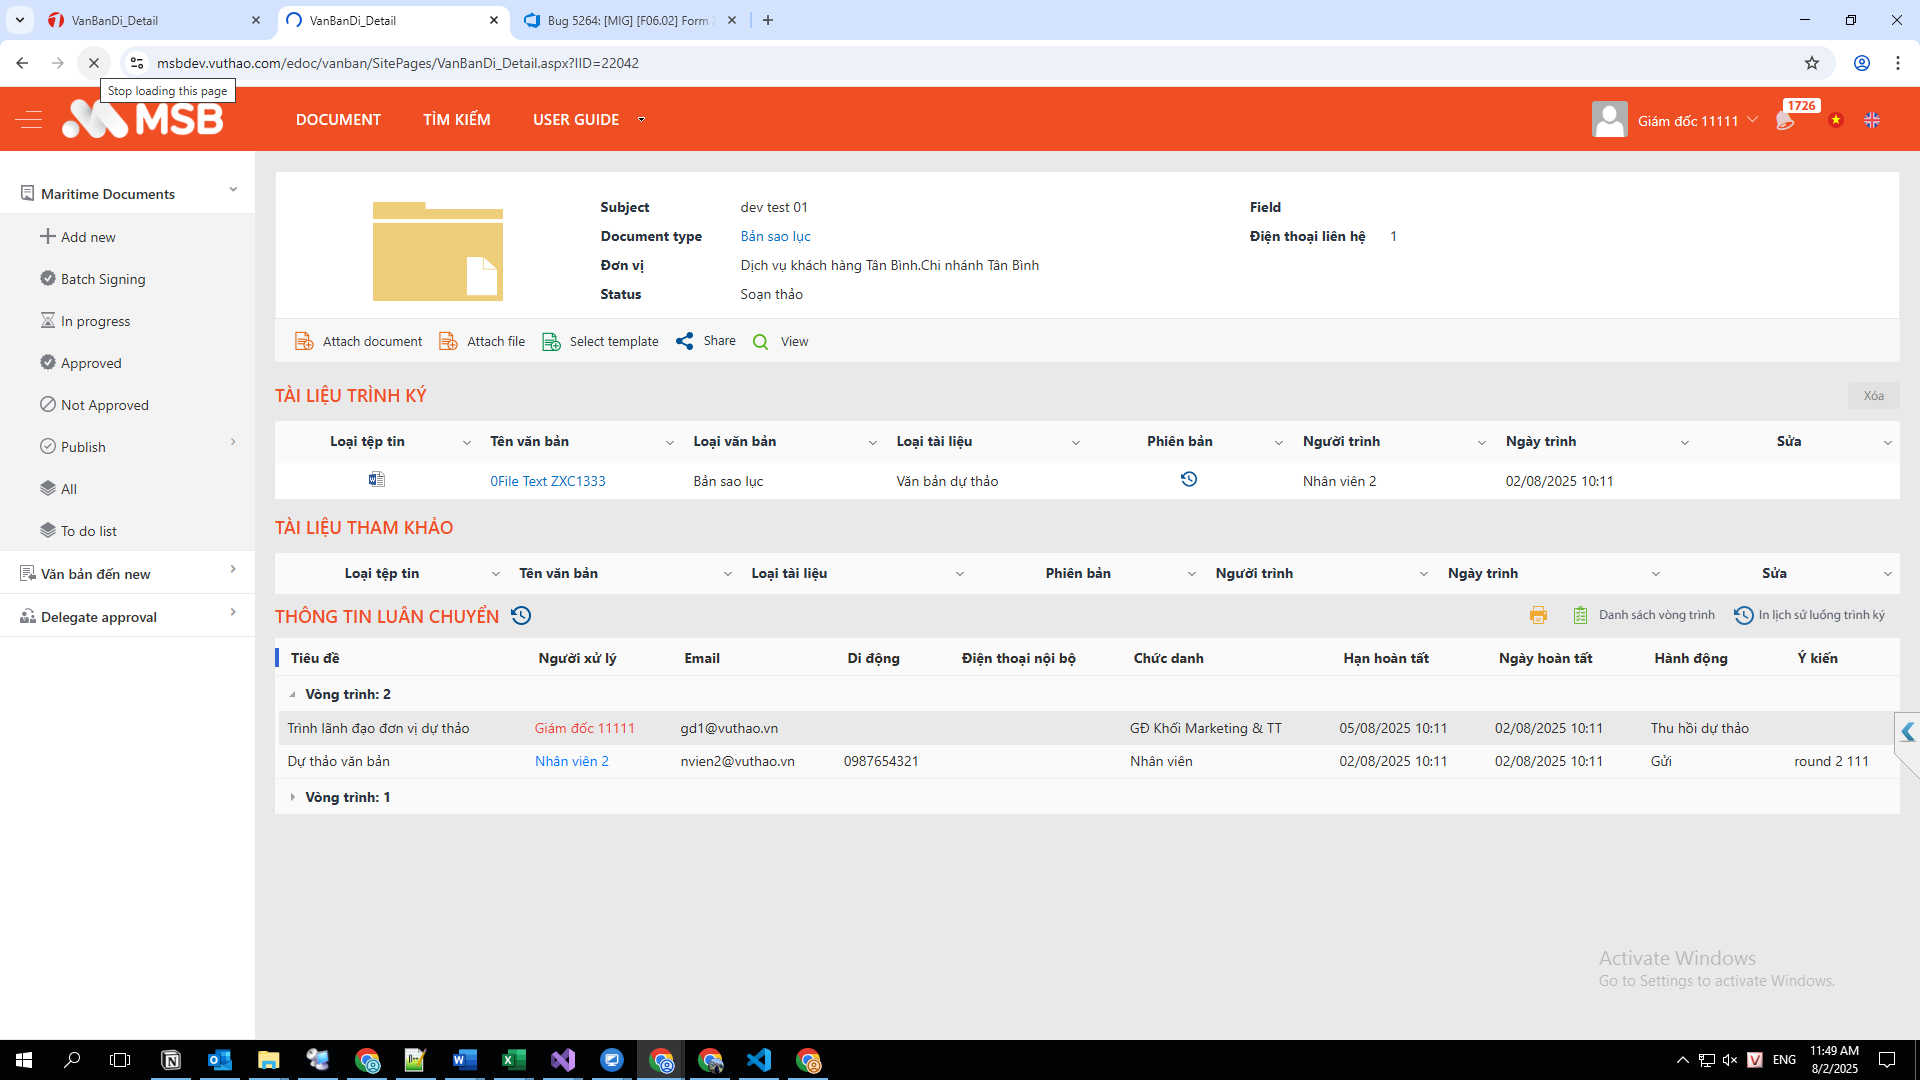 VanBanDi_Detail
VanBanDi_Detail
Bug 5264: [MIG] [F06.02] Form
msbdev.vuthao.com/edoc/vanban/SitePages/VanBanDi_Detail.aspx?IID=22042
Stop loading this page
MSB
DOCUMENT TÌM KIẾM USER GUIDE
Giám đốc 11111
1726
Maritime Documents
Add new
Batch Signing
In progress
Approved
Not Approved
Publish
All
To do list
Văn bản đến new
Delegate approval
Subject dev test 01
Field
Document type Bản sao lục
Điện thoại liên hệ 1
Đơn vị Dịch vụ khách hàng Tân Bình.Chi nhánh Tân Bình
Status Soạn thảo
Attach document Attach file Select template Share View
TÀI LIỆU TRÌNH KÝ
Xóa
Loại tệp tin Tên văn bản Loại văn bản Loại tài liệu Phiên bản Người trình Ngày trình Sửa
0File Text ZXC1333 Bản sao lục Văn bản dự thảo Nhân viên 2 02/08/2025 10:11
TÀI LIỆU THAM KHẢO
Loại tệp tin Tên văn bản Loại tài liệu Phiên bản Người trình Ngày trình Sửa
THÔNG TIN LUÂN CHUYỂN
Danh sách vòng trình In lịch sử luồng trình ký
Tiêu đề Người xử lý Email Di động Điện thoại nội bộ Chức danh Hạn hoàn tất Ngày hoàn tất Hành động Ý kiến
Vòng trình: 2
Trình lãnh đạo đơn vị dự thảo Giám đốc 11111 gd1@vuthao.vn GĐ Khối Marketing & TT 05/08/2025 10:11 02/08/2025 10:11 Thu hồi dự thảo
Dự thảo văn bản Nhân viên 2 nvien2@vuthao.vn 0987654321 Nhân viên 02/08/2025 10:11 02/08/2025 10:11 Gửi round 2 111
Vòng trình: 1
Activate Windows
Go to Settings to activate Windows.
ENG
11:49 AM
8/2/2025